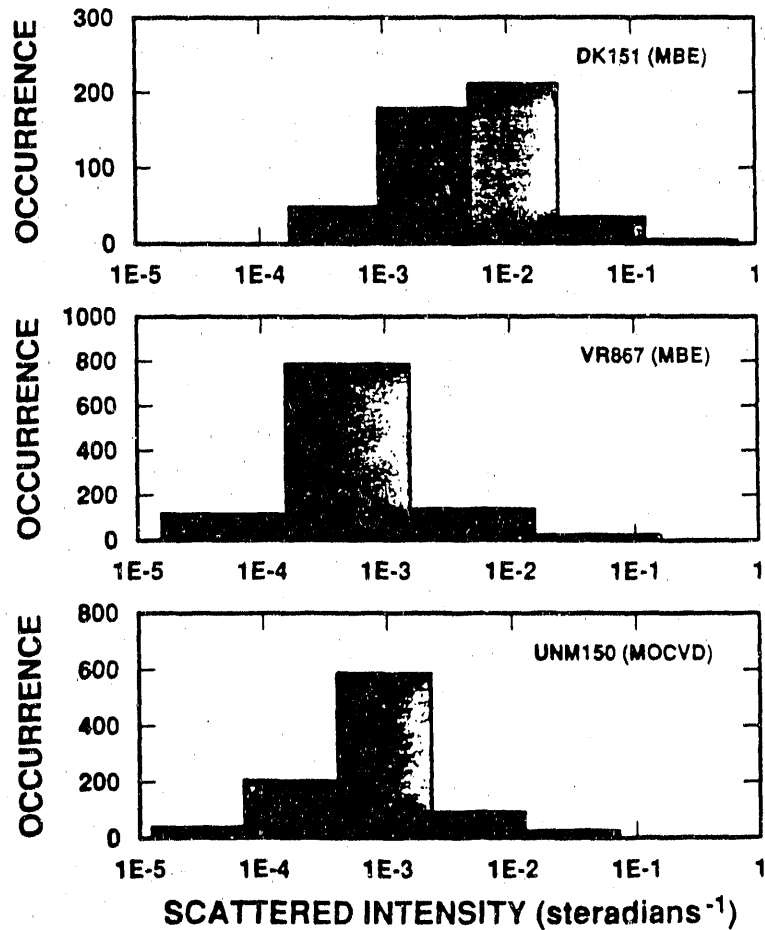 OCCURRENCE
300
200
100
0
DK151 (MBE)
1E-5 1E-4 1E-3 1E-2 1E-1 1
OCCURRENCE
1000
800
600
400
200
0
VR867 (MBE)
1E-5 1E-4 1E-3 1E-2 1E-1 1
OCCURRENCE
800
600
400
200
0
UNM150 (MOCVD)
1E-5 1E-4 1E-3 1E-2 1E-1 1
SCATTERED INTENSITY (steradians⁻¹)